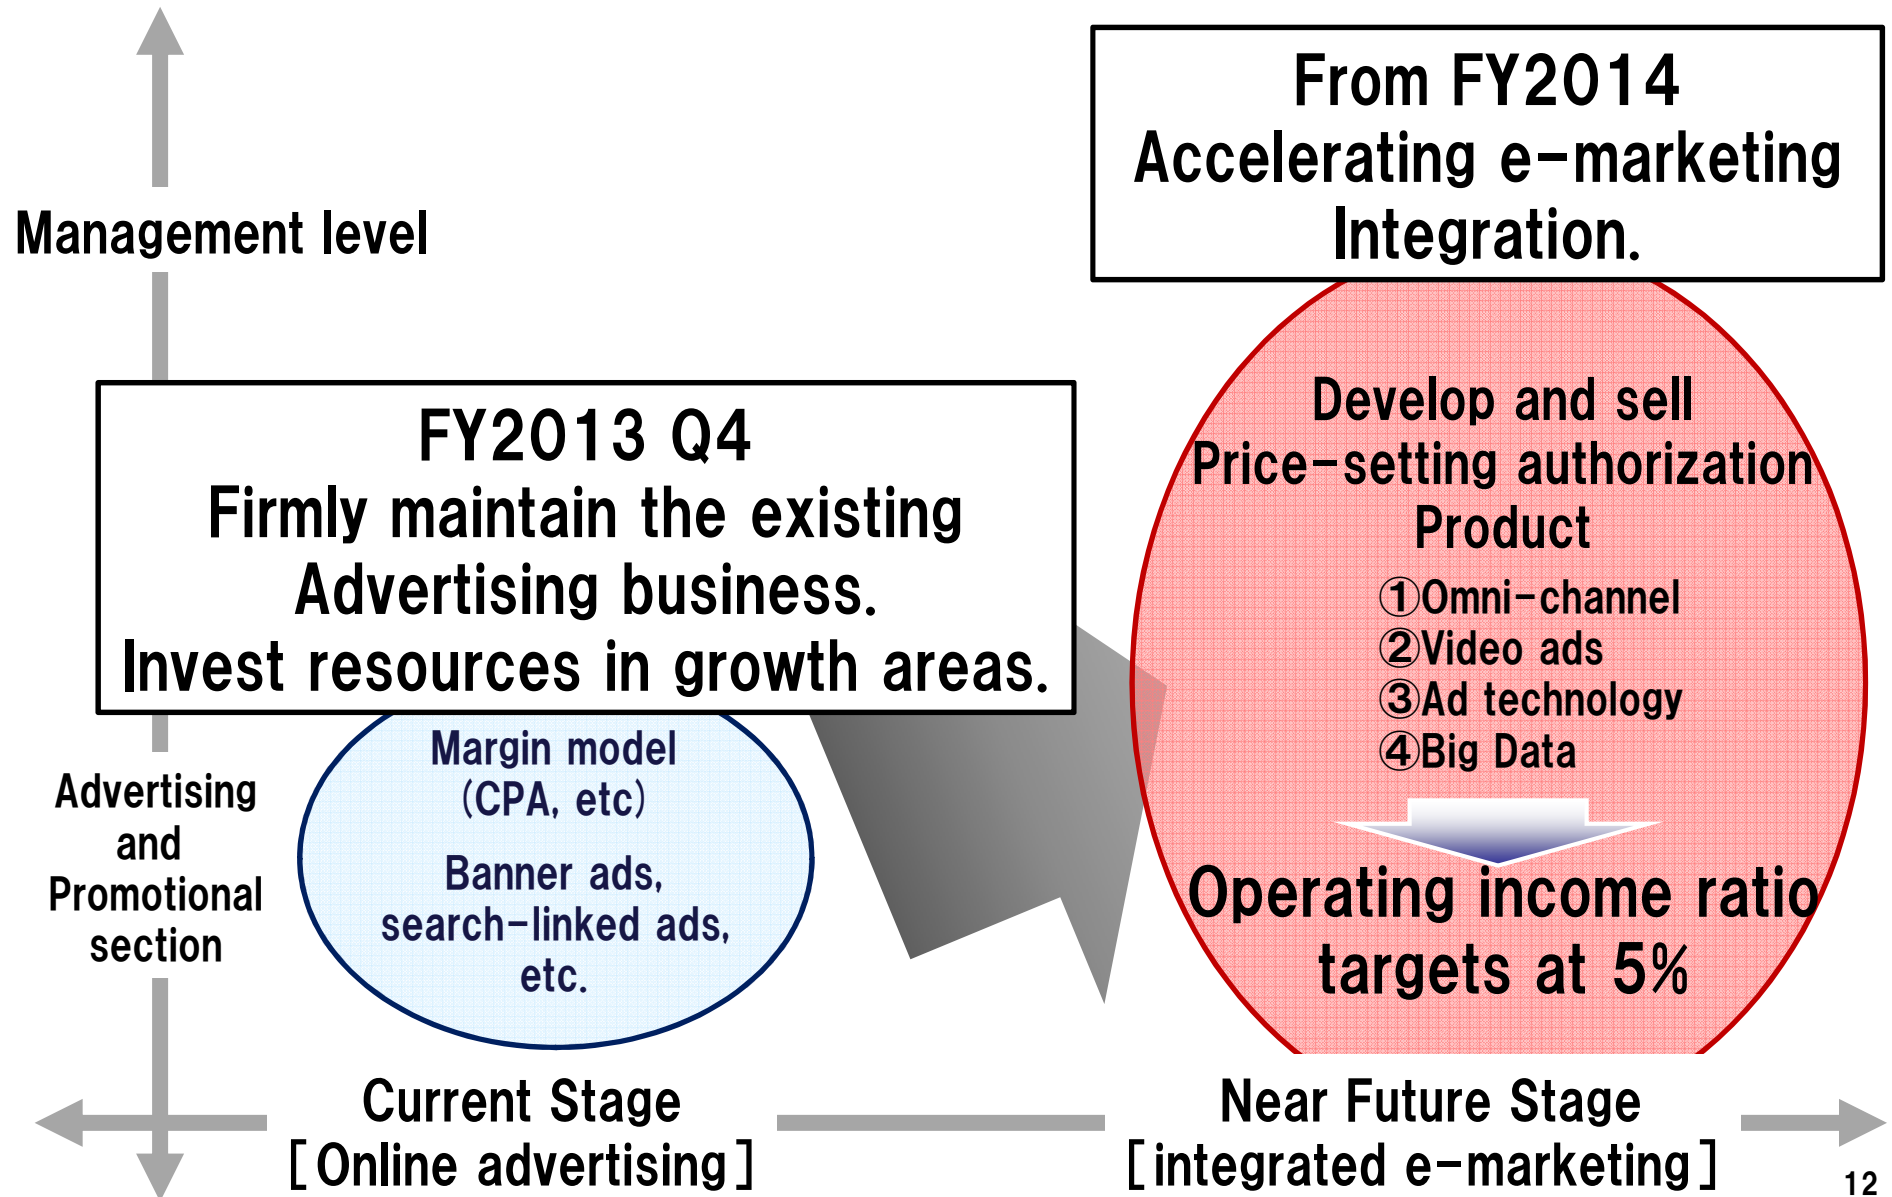 From FY2014
Accelerating e-marketing
Integration.
Management level
FY2013 Q4
Firmly maintain the existing
Advertising business.
Invest resources in growth areas.
Develop and sell
Price-setting authorization
Product
①Omni-channel
②Video ads
③Ad technology
④Big Data
Operating income ratio
targets at 5%
Margin model
(CPA, etc)
Banner ads,
search-linked ads,
etc.
Advertising
and
Promotional
section
Current Stage
[Online advertising]
Near Future Stage
[integrated e-marketing]
12